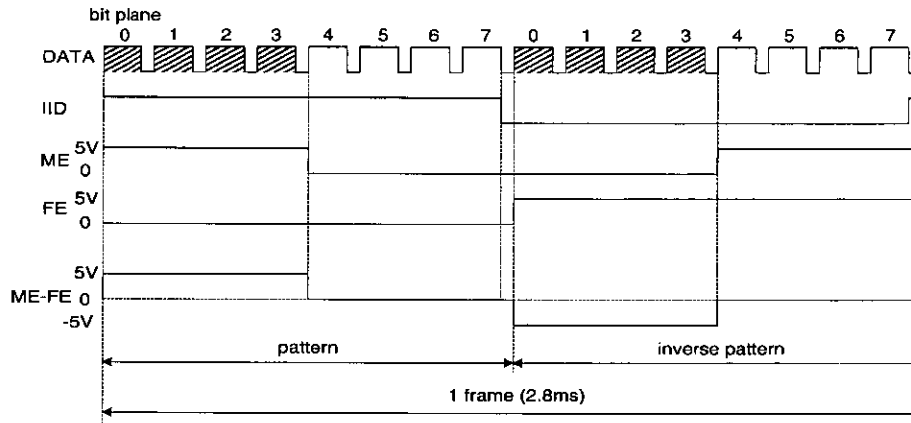 bit plane
0 1 2 3 4 5 6 7 0 1 2 3 4 5 6 7
DATA
IID
5V
ME 0
5V
FE 0
5V
ME-FE 0
-5V
pattern inverse pattern
1 frame (2.8ms)